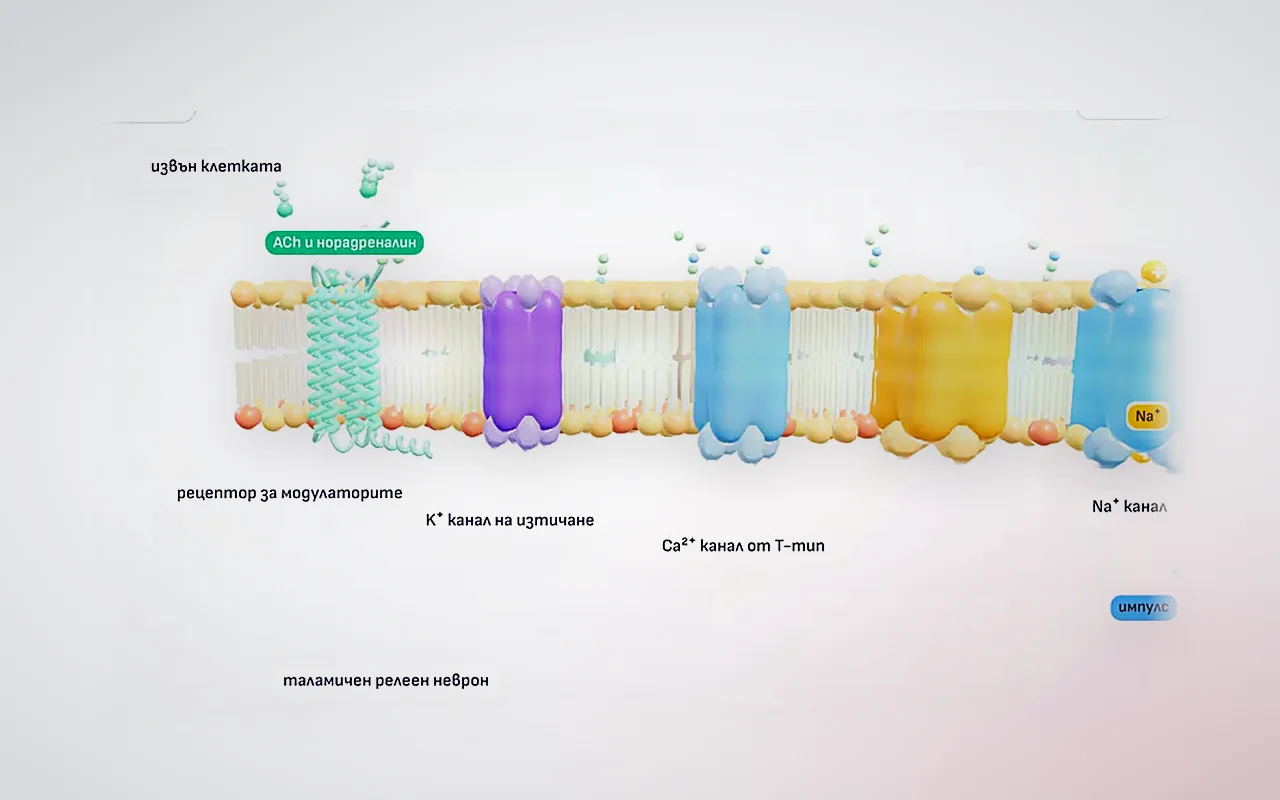 извън клетката
ACh и норадреналин
Na⁺
рецептор за модулаторите
K⁺ канал на изтичане
Ca²⁺ канал от Т-тип
Na⁺ канал
импулс
таламичен релеен неврон